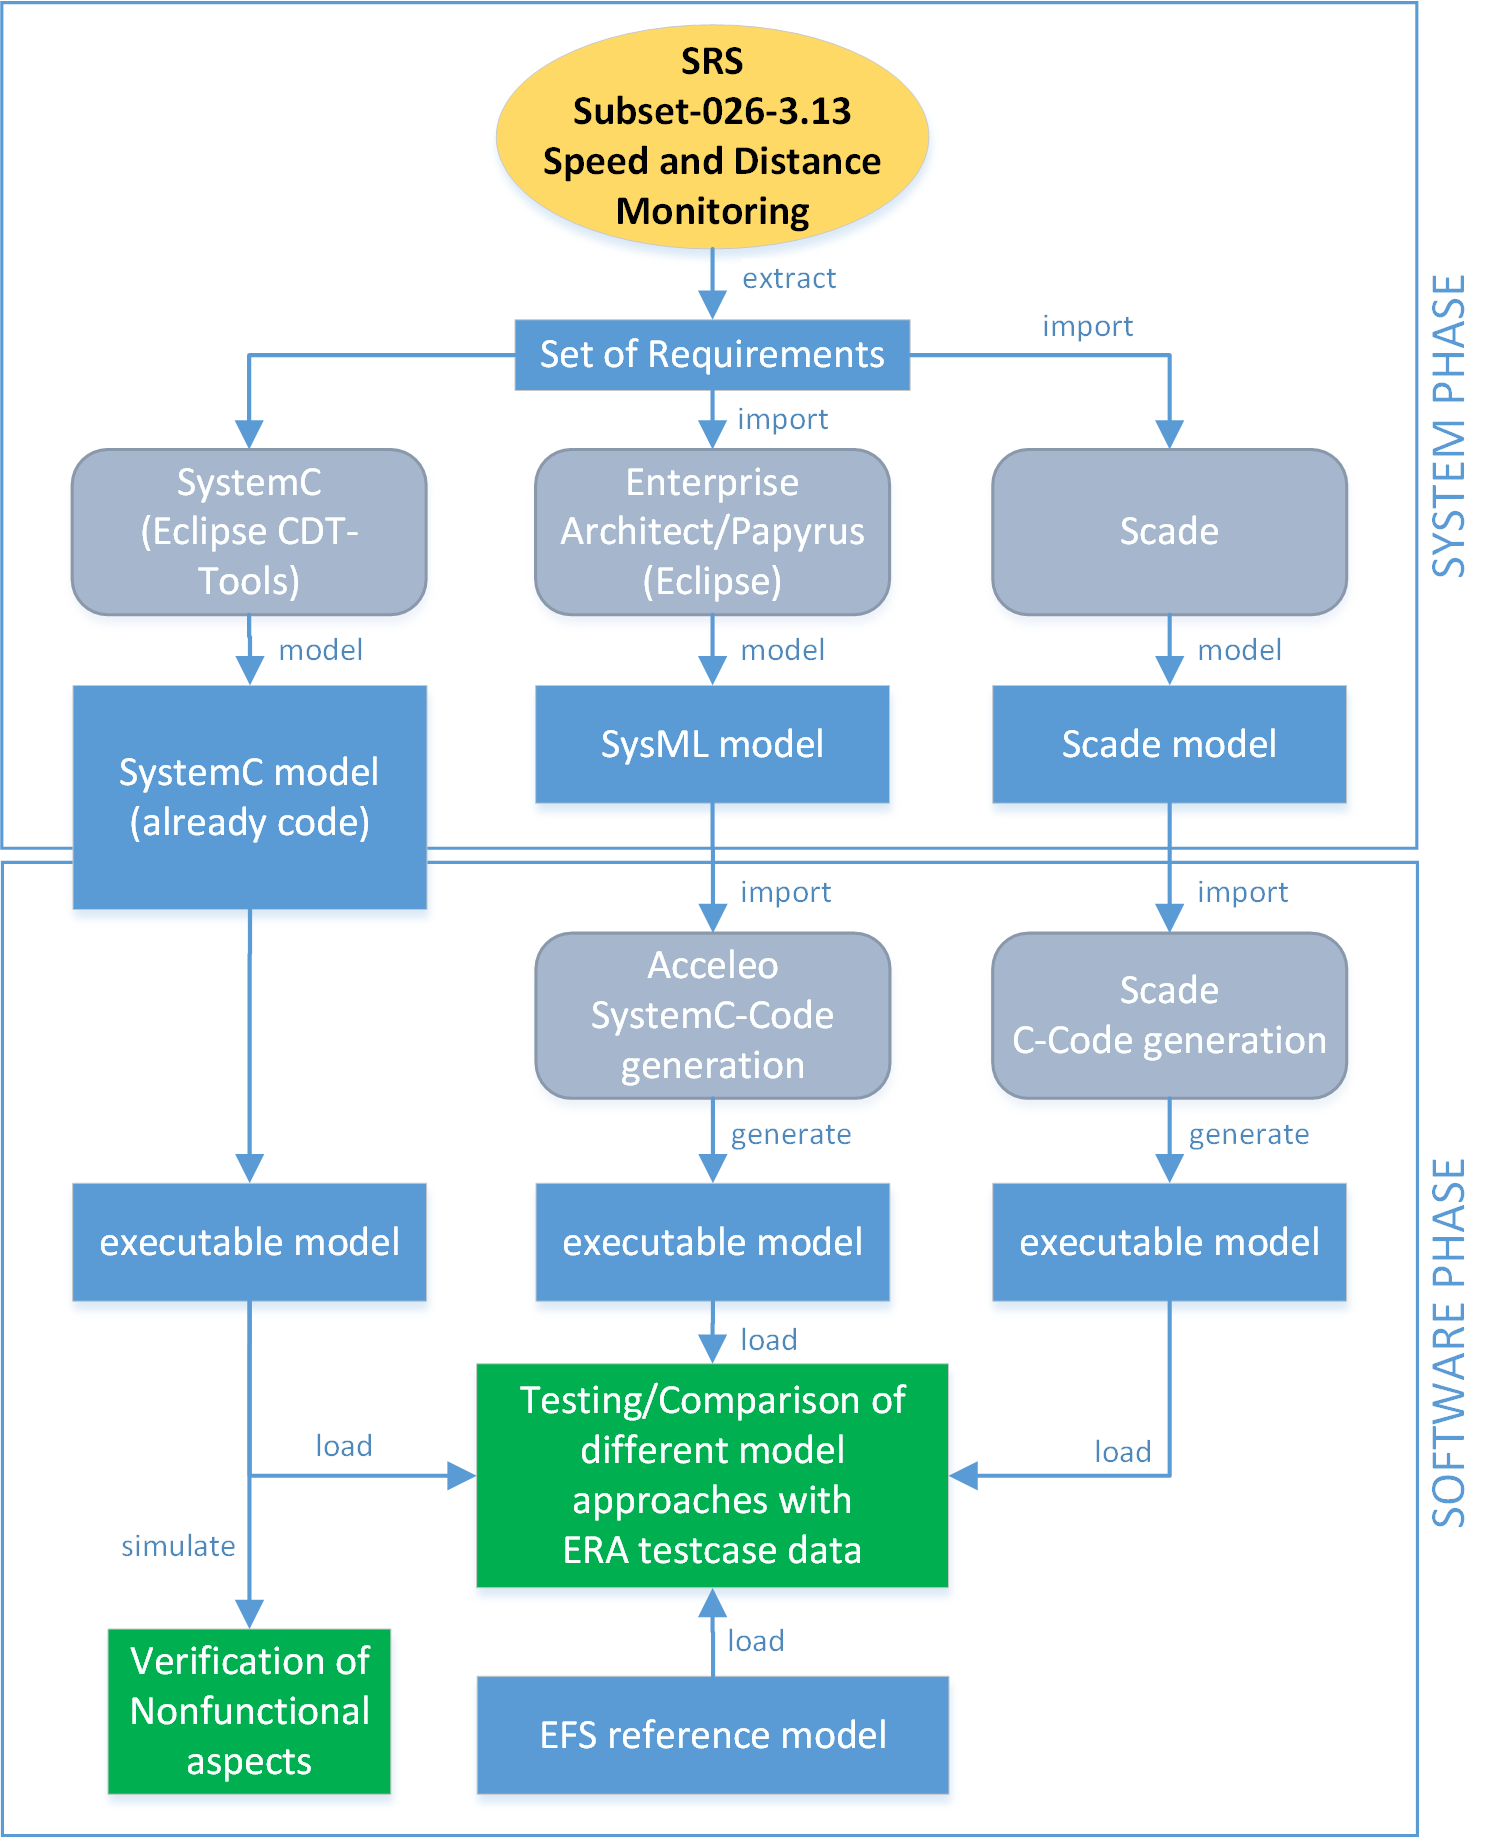 SRS
Subset-026-3.13
Speed and Distance
Monitoring
extract
Set of Requirements
import
import
SystemC
(Eclipse CDT-
Tools)
Enterprise
Architect/Papyrus
(Eclipse)
Scade
model
model
model
SystemC model
(already code)
SysML model
Scade model
SYSTEM PHASE
import
import
Acceleo
SystemC-Code
generation
Scade
C-Code generation
generate
generate
executable model
executable model
executable model
load
load
load
Testing/Comparison of
different model
approaches with
ERA testcase data
simulate
Verification of
Nonfunctional
aspects
load
EFS reference model
SOFTWARE PHASE